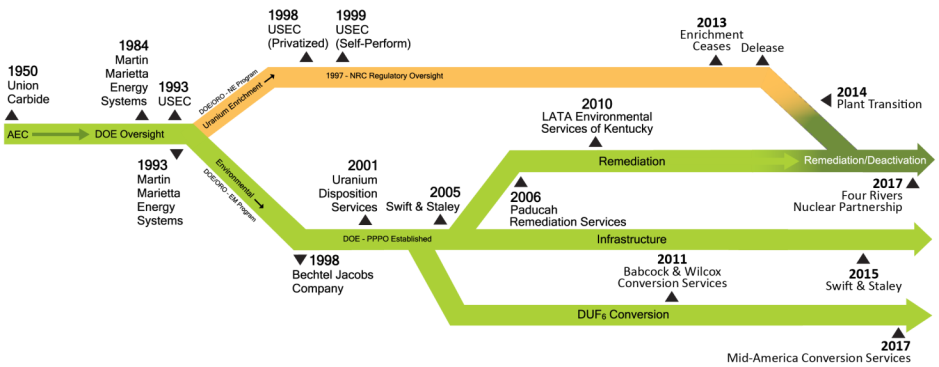 1950
Union
Carbide
AEC
DOE Oversight
1984
Martin
Marietta
Energy
Systems
1993
USEC
1993
Martin
Marietta
Energy
Systems
DOE/ORO - NE Program
Uranium Enrichment
1998
USEC
(Privatized)
1999
USEC
(Self-Perform)
1997 - NRC Regulatory Oversight
2013
Enrichment
Ceases
Delease
2014
Plant Transition
Environmental
DOE/ORO - EM Program
1998
Bechtel Jacobs
Company
2001
Uranium
Disposition
Services
DOE - PPPO Established
2005
Swift & Staley
2010
LATA Environmental
Services of Kentucky
Remediation
Remediation/Deactivation
2006
Paducah
Remediation Services
2017
Four Rivers
Nuclear Partnership
Infrastructure
2015
Swift & Staley
2011
Babcock & Wilcox
Conversion Services
DUF₆ Conversion
2017
Mid-America Conversion Services